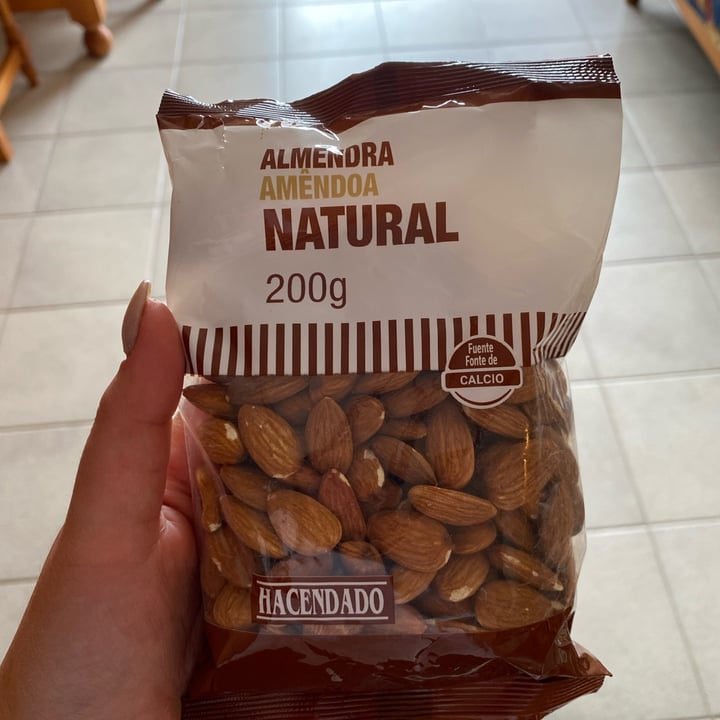 ALMENDRA
AMÊNDOA
NATURAL
200g
Fuente
Fonte de
CALCIO
HACENDADO